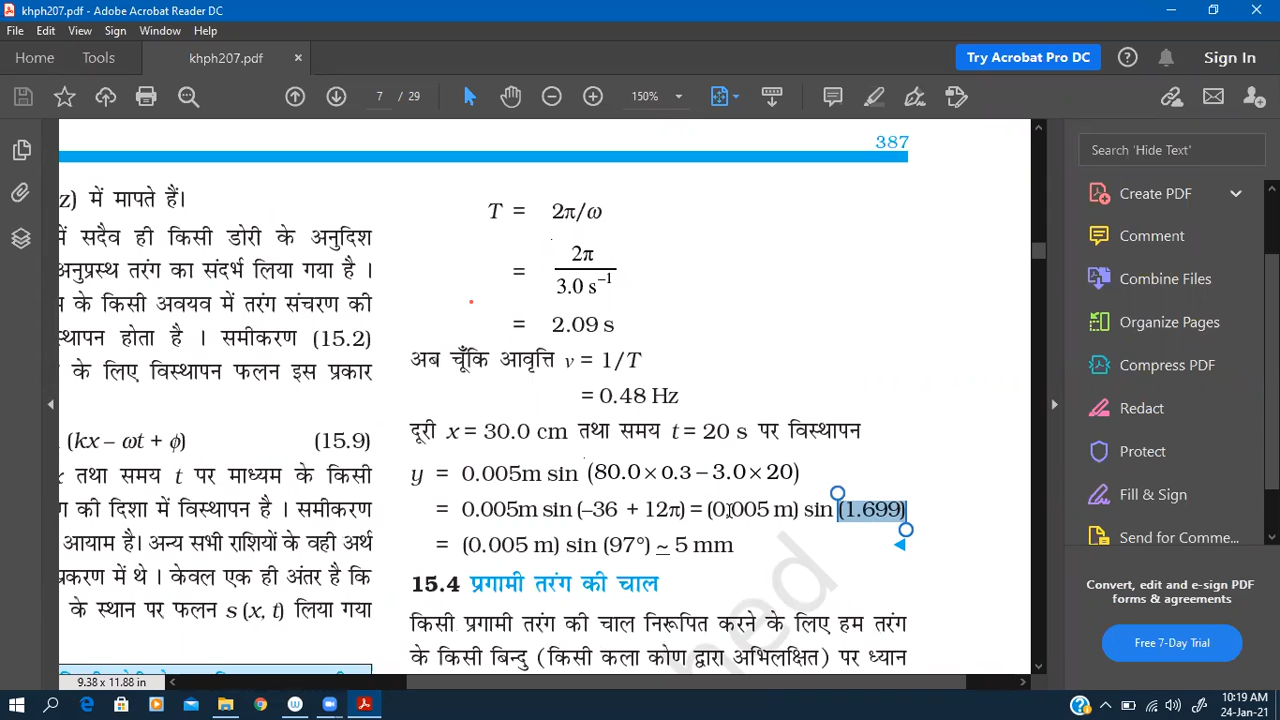 khph207.pdf - Adobe Acrobat Reader DC
File Edit View Sign Window Help
Home Tools khph207.pdf × Try Acrobat Pro DC Sign In
7 / 29 150%
387
z) में मापते हैं।
में सदैव ही किसी डोरी के अनुदिश
अनुप्रस्थ तरंग का संदर्भ लिया गया है ।
म के किसी अवयव में तरंग संचरण की
स्थापन होता है । समीकरण (15.2)
के लिए विस्थापन फलन इस प्रकार
(kx – ωt + ϕ) (15.9)
तथा समय t पर माध्यम के किसी
ग की दिशा में विस्थापन है । समीकरण
आयाम है। अन्य सभी राशियों के वही अर्थ
प्रकरण में थे । केवल एक ही अंतर है कि
के स्थान पर फलन s (x, t) लिया गया
T = 2π/ω
= 2π
3.0 s⁻¹
= 2.09 s
अब चूँकि आवृत्ति v = 1/T
= 0.48 Hz
दूरी x = 30.0 cm तथा समय t = 20 s पर विस्थापन
y = 0.005m sin (80.0×0.3 – 3.0×20)
= 0.005m sin (–36 + 12π) = (0.005 m) sin (1.699)
= (0.005 m) sin (97°) ≃ 5 mm
15.4 प्रगामी तरंग की चाल
किसी प्रगामी तरंग की चाल निरूपित करने के लिए हम तरंग
के किसी बिन्दु (किसी कला कोण द्वारा अभिलक्षित) पर ध्यान
9.38 x 11.88 in
Search 'Hide Text'
Create PDF
Comment
Combine Files
Organize Pages
Compress PDF
Redact
Protect
Fill & Sign
Send for Comme...
Convert, edit and e-sign PDF
forms & agreements
Free 7-Day Trial
10:19 AM
24-Jan-21